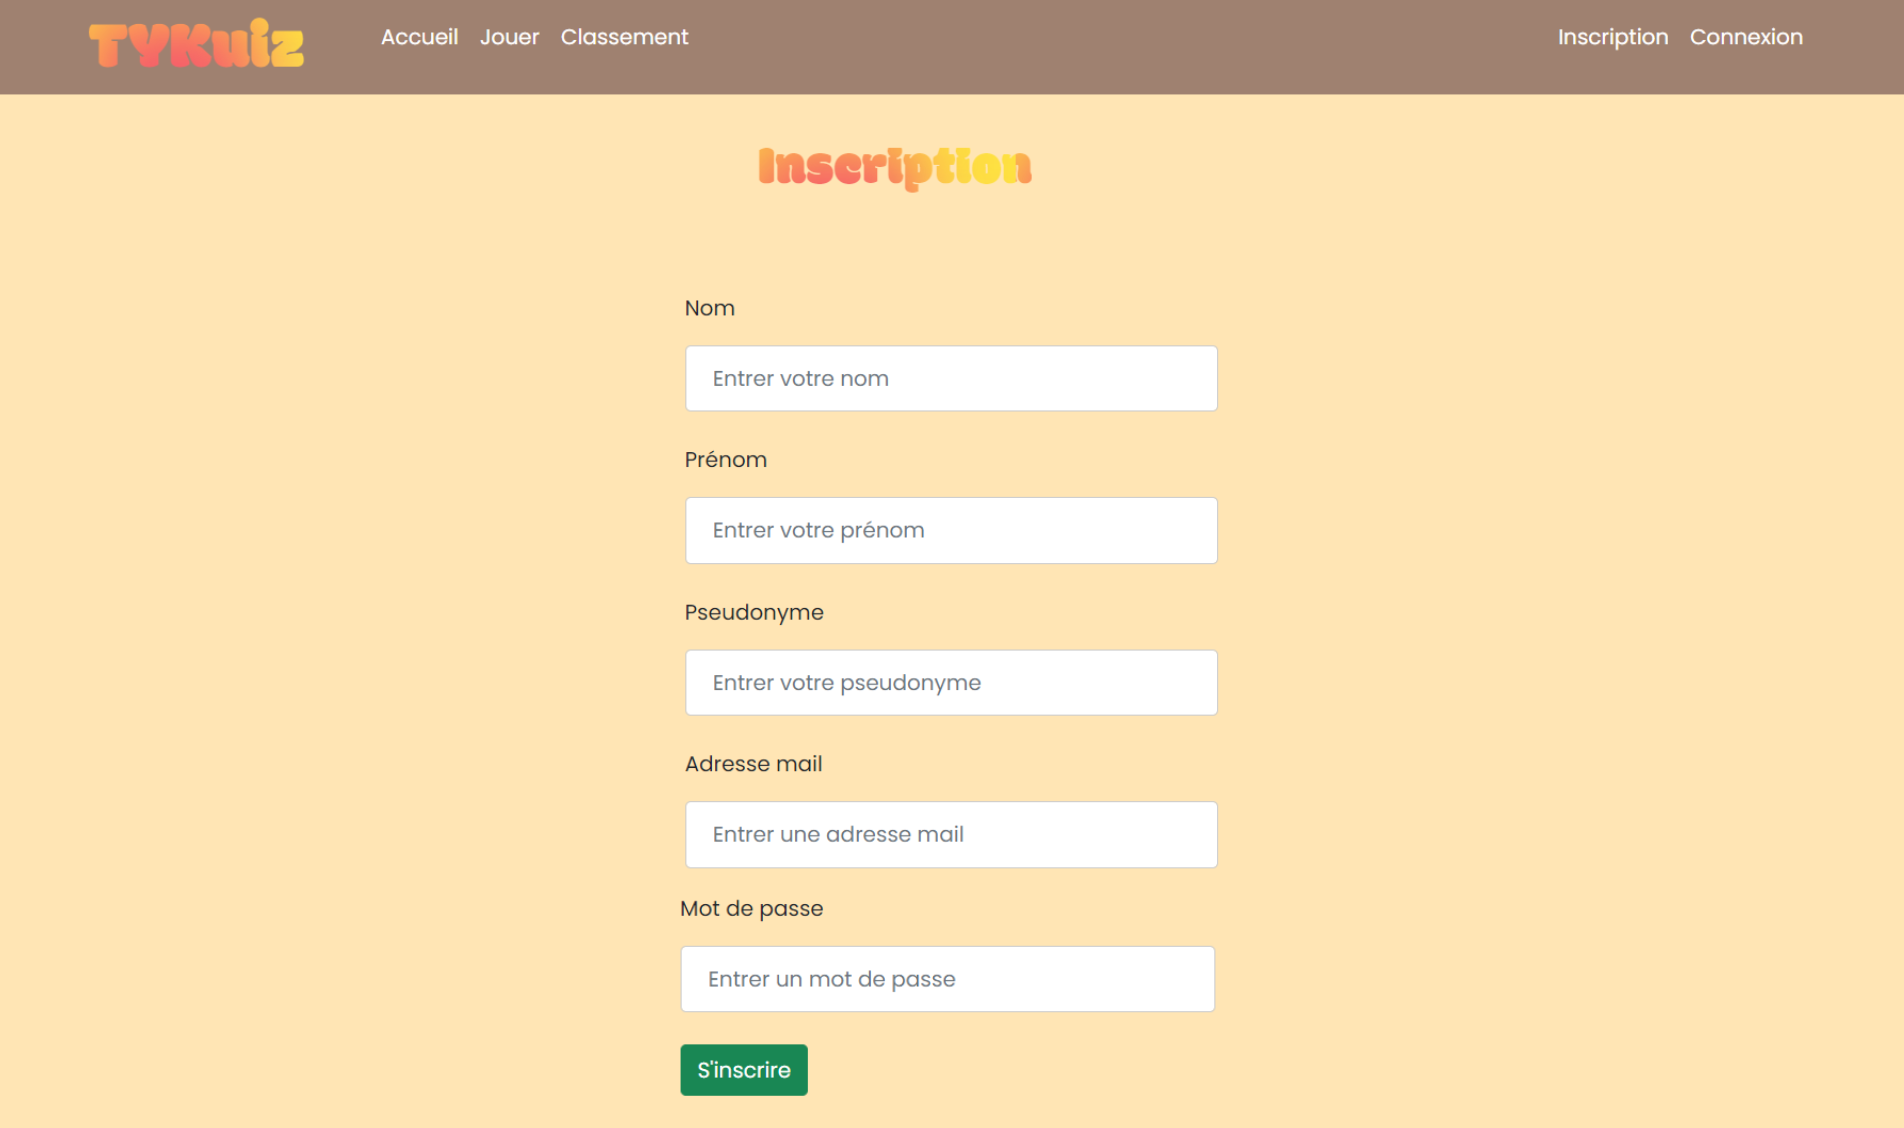 TYKuiz Accueil Jouer Classement Inscription Connexion
Inscription
Nom
Entrer votre nom
Prénom
Entrer votre prénom
Pseudonyme
Entrer votre pseudonyme
Adresse mail
Entrer une adresse mail
Mot de passe
Entrer un mot de passe
S'inscrire